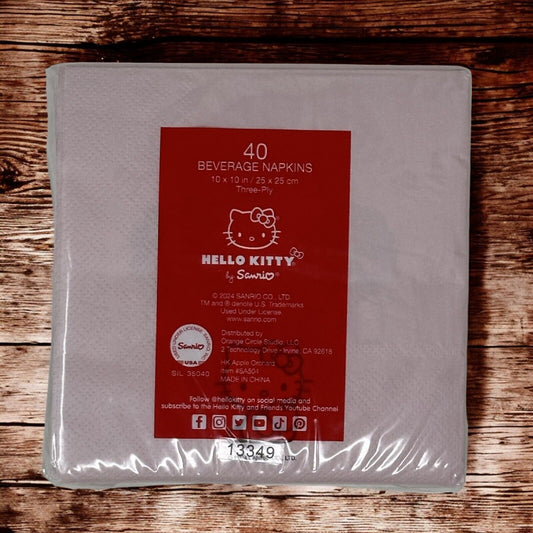 40
BEVERAGE NAPKINS
10 x 10 in / 25 x 25 cm
Three-Ply
HELLO KITTY
by Sanrio
© 2024 SANRIO CO., LTD.
TM and ® denote U.S. Trademarks
Used Under License
www.sanrio.com
Distributed by
Orange Circle Studio, LLC
2 Technology Drive • Irvine, CA 92618
HK Apple Orchard
Item #SA501
MADE IN CHINA
Sanrio
USA
SIL-35040
Follow @hellokitty on social media and
subscribe to the Hello Kitty and Friends Youtube Channel
13349